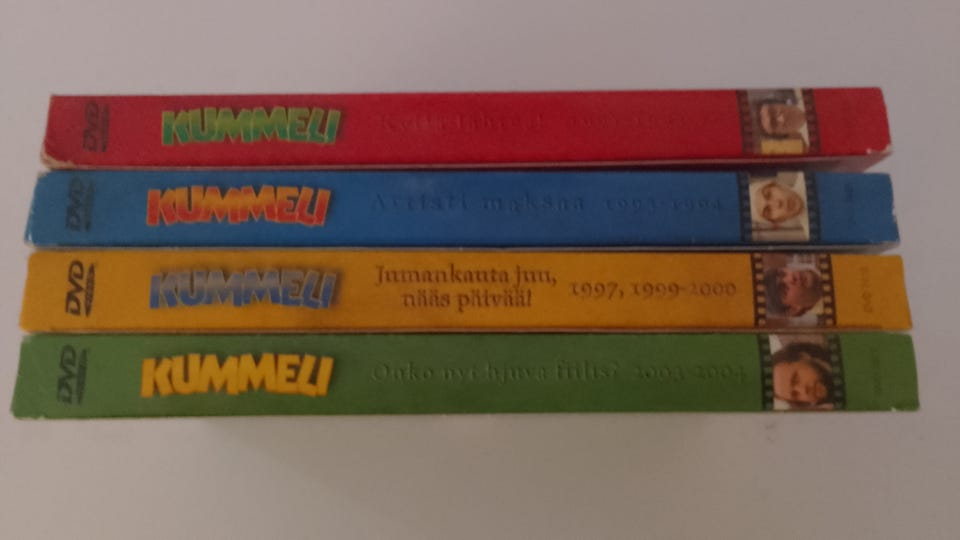 DVD
KUMMELI
DVD
KUMMELI
Artisti maksaa 1993-1994
DVD
KUMMELI
Jumankauta juu,
nääs päivää!
1997, 1999-2000
DVD
KUMMELI
Onko nyt hjuva fiilis? 2003-2004